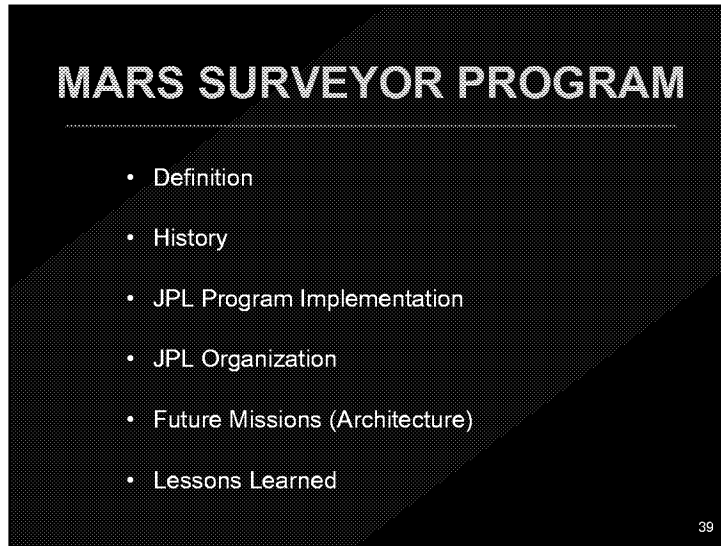 MARS SURVEYOR PROGRAM
• Definition
• History
• JPL Program Implementation
• JPL Organization
• Future Missions (Architecture)
• Lessons Learned
39